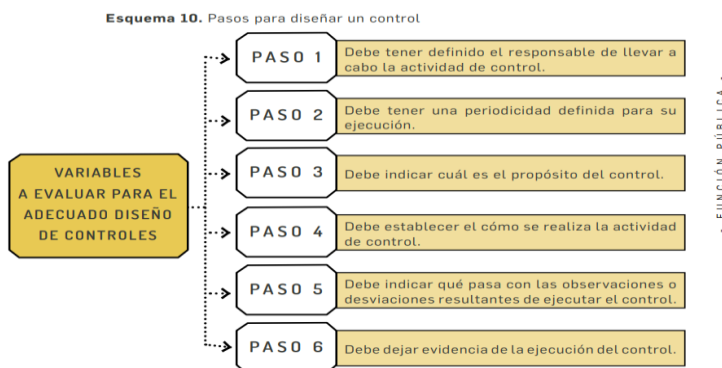 Esquema 10. Pasos para diseñar un control
VARIABLES
A EVALUAR PARA EL
ADECUADO DISEÑO
DE CONTROLES
PASO 1
Debe tener definido el responsable de llevar a
cabo la actividad de control.
PASO 2
Debe tener una periodicidad definida para su
ejecución.
PASO 3
Debe indicar cuál es el propósito del control.
PASO 4
Debe establecer el cómo se realiza la actividad
de control.
PASO 5
Debe indicar qué pasa con las observaciones o
desviaciones resultantes de ejecutar el control.
PASO 6
Debe dejar evidencia de la ejecución del control.
FUNCIÓN PÚBLICA